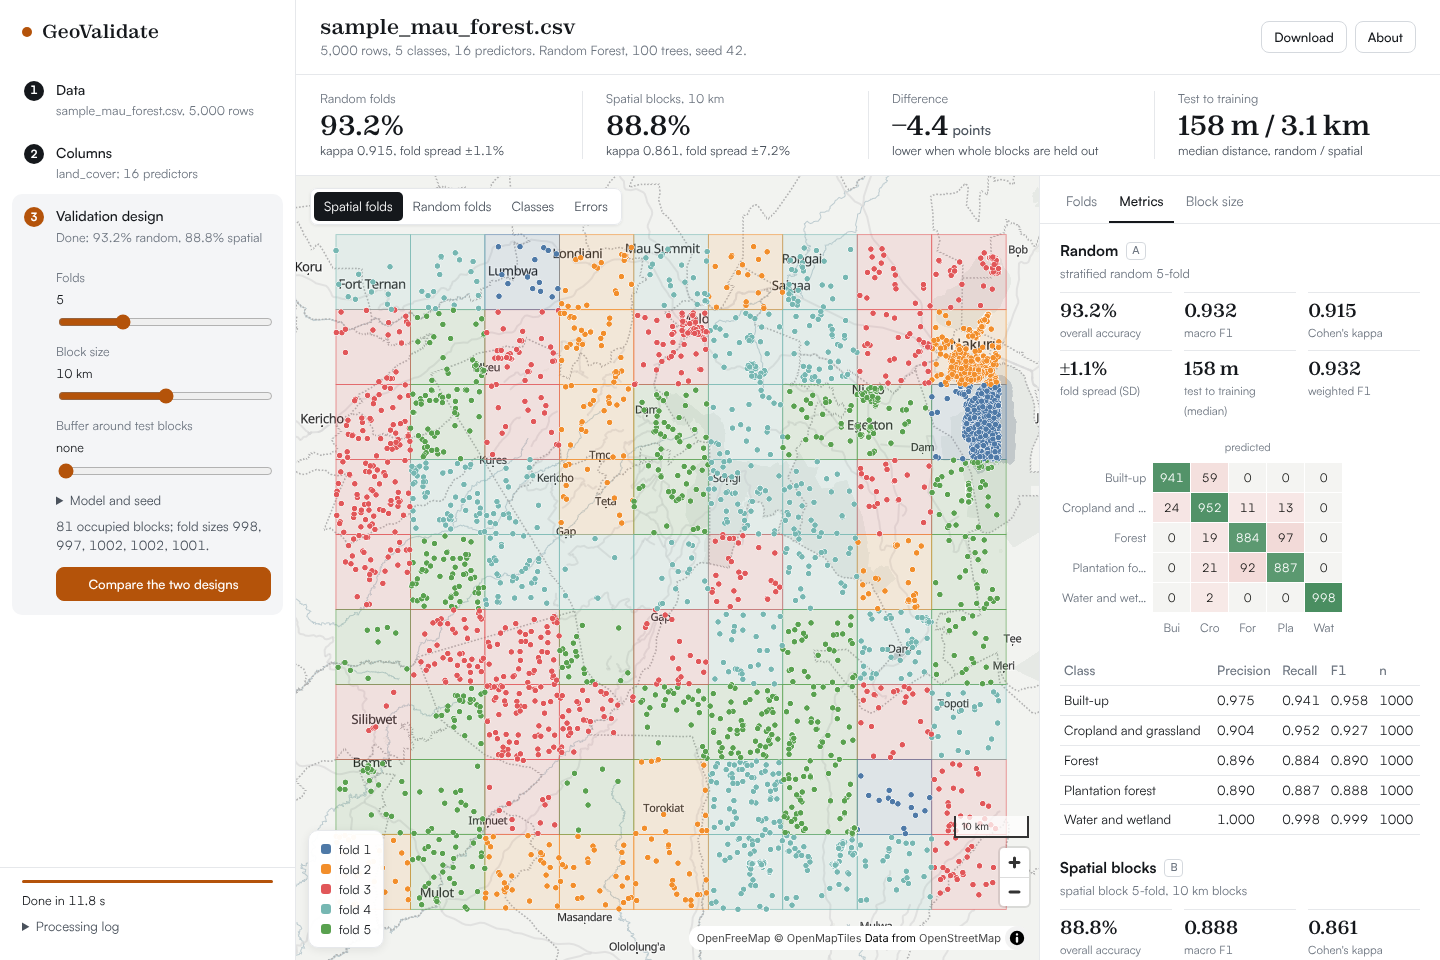 GeoValidate
1
Data
sample_mau_forest.csv, 5,000 rows
2
Columns
land_cover; 16 predictors
3
Validation design
Done: 93.2% random, 88.8% spatial
Folds
5
Block size
10 km
Buffer around test blocks
none
Model and seed
81 occupied blocks; fold sizes 998,
997, 1002, 1002, 1001.
Compare the two designs
Done in 11.8 s
Processing log
sample_mau_forest.csv
5,000 rows, 5 classes, 16 predictors. Random Forest, 100 trees, seed 42.
Download
About
Random folds
93.2%
kappa 0.915, fold spread ±1.1%
Spatial blocks, 10 km
88.8%
kappa 0.861, fold spread ±7.2%
Difference
−4.4 points
lower when whole blocks are held out
Test to training
158 m / 3.1 km
median distance, random / spatial
Spatial folds
Random folds
Classes
Errors
Koru
Fort Ternan
Lumbwa
Londiani
Mau Summit
Rongai
Bob
Kericho
Dam
Egerton
Dam
Kures
Tmc
Kericho
Teta
Gap
Gap
Tee
Meri
Silibwet
Topoti
Bomet
Torokiat
Mulot
Masandare
Ololulung'a
10 km
+
−
fold 1
fold 2
fold 3
fold 4
fold 5
OpenFreeMap © OpenMapTiles Data from OpenStreetMap
Folds
Metrics
Block size
Random A
stratified random 5-fold
93.2% 0.932 0.915
overall accuracy macro F1 Cohen's kappa
±1.1% 158 m 0.932
fold spread (SD) test to training weighted F1
(median)
predicted
Built-up 941 59 0 0 0
Cropland and ... 24 952 11 13 0
Forest 0 19 884 97 0
Plantation fo... 0 21 92 887 0
Water and wet... 0 2 0 0 998
Bui Cro For Pla Wat
Class Precision Recall F1 n
Built-up 0.975 0.941 0.958 1000
Cropland and grassland 0.904 0.952 0.927 1000
Forest 0.896 0.884 0.890 1000
Plantation forest 0.890 0.887 0.888 1000
Water and wetland 1.000 0.998 0.999 1000
Spatial blocks B
spatial block 5-fold, 10 km blocks
88.8% 0.888 0.861
overall accuracy macro F1 Cohen's kappa